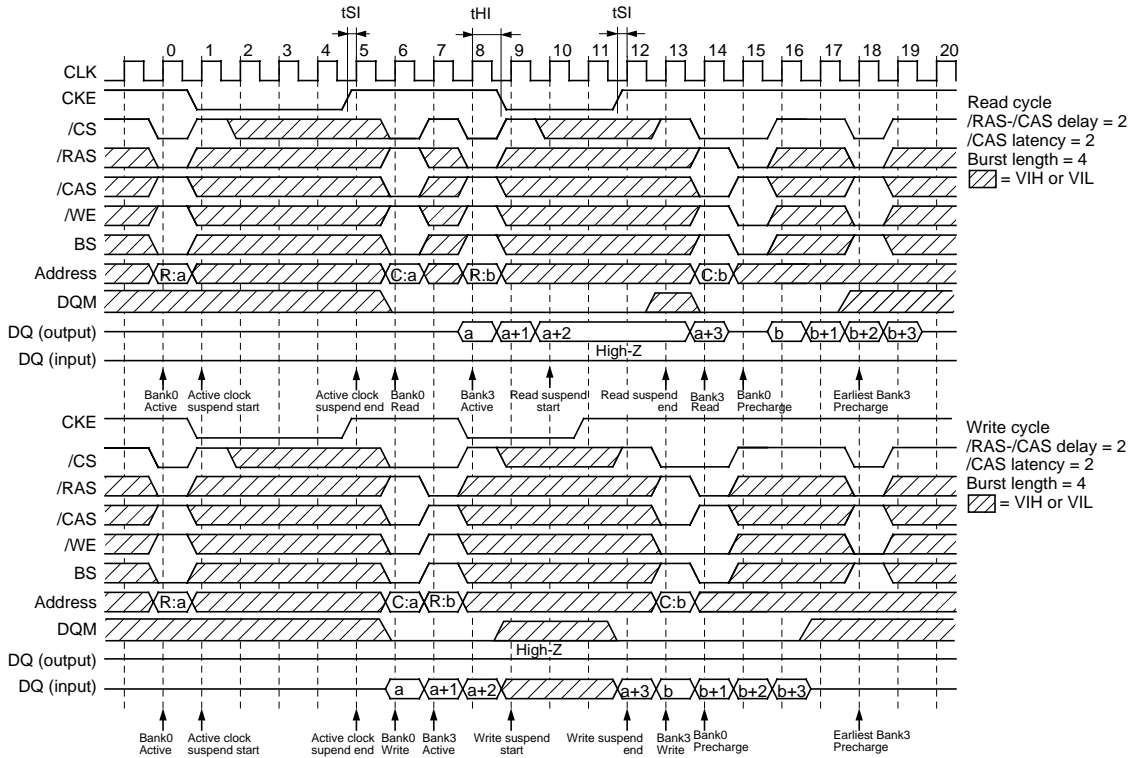 tSI tHI tSI
0 1 2 3 4 5 6 7 8 9 10 11 12 13 14 15 16 17 18 19 20
CLK
CKE
/CS
/RAS
/CAS
/WE
BS
Address R:a C:a R:b C:b
DQM
DQ (output) a a+1 a+2 a+3 b b+1 b+2 b+3
High-Z
DQ (input)
Bank0 Active clock Active clock Bank0 Bank3 Read suspend Read suspend Bank3 Bank0 Earliest Bank3
Active suspend start suspend end Read Active start end Read Precharge Precharge
Read cycle
/RAS-/CAS delay = 2
/CAS latency = 2
Burst length = 4
= VIH or VIL
CKE
/CS
/RAS
/CAS
/WE
BS
Address R:a C:a R:b C:b
DQM
High-Z
DQ (output)
DQ (input) a a+1 a+2 a+3 b b+1 b+2 b+3
Bank0 Active clock Active clock Bank0 Bank3 Write suspend Write suspend Bank3 Bank0 Earliest Bank3
Active suspend start supend end Write Active start end Write Precharge Precharge
Write cycle
/RAS-/CAS delay = 2
/CAS latency = 2
Burst length = 4
= VIH or VIL